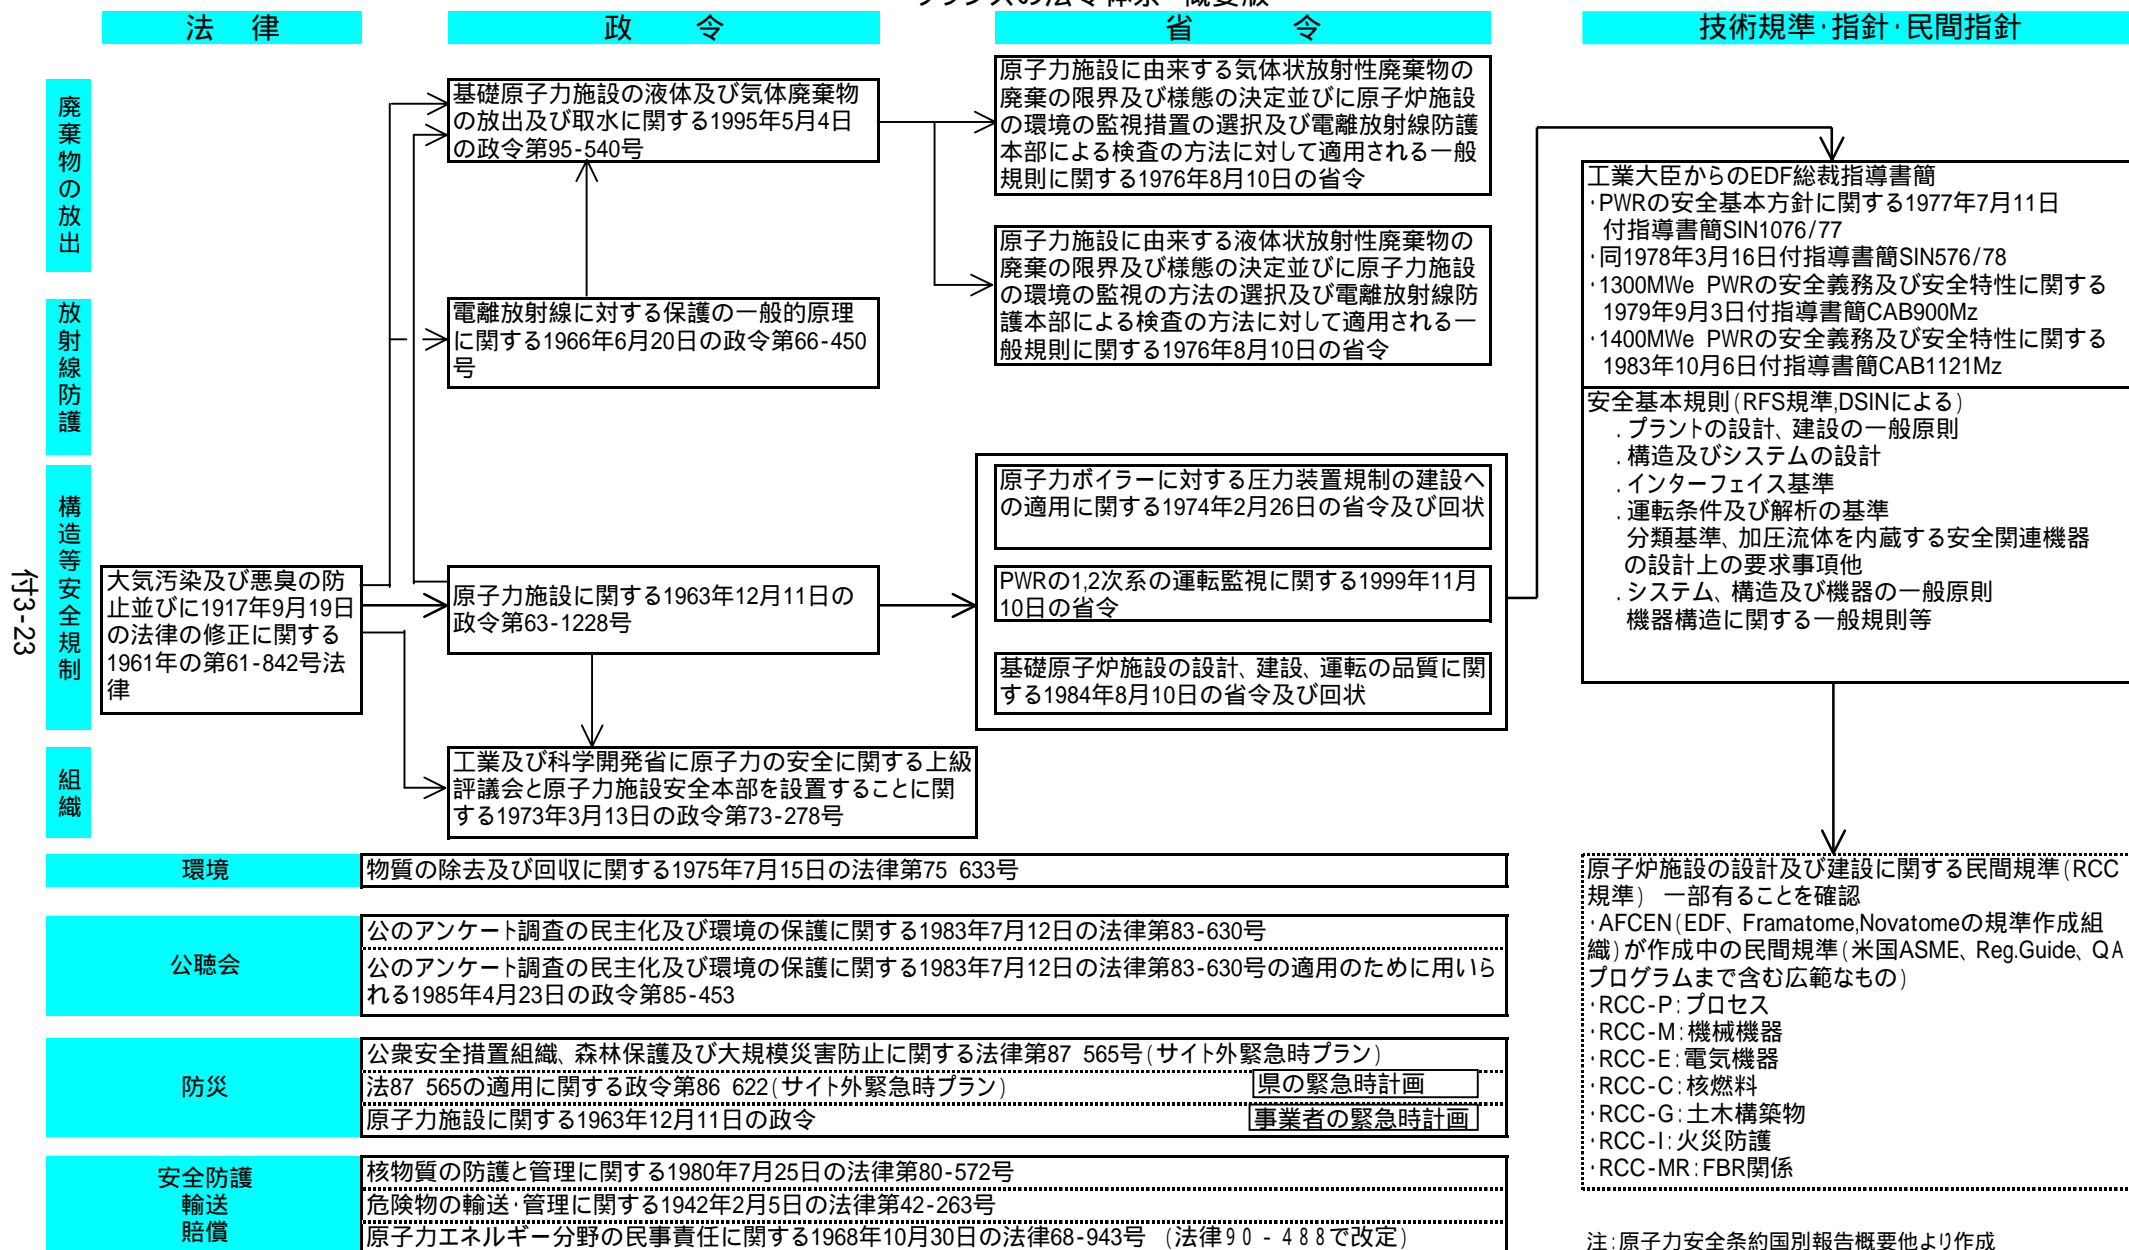 フランスの法令体系 概要版
法　律
政　令
省　令
技術規準・指針・民間指針
廃棄物の放出
基礎原子力施設の液体及び気体廃棄物
の放出及び取水に関する1995年5月4日
の政令第95-540号
原子力施設に由来する気体状放射性廃棄物の
廃棄の限界及び様態の決定並びに原子炉施設
の環境の監視措置の選択及び電離放射線防護
本部による検査の方法に対して適用される一般
規則に関する1976年8月10日の省令
原子力施設に由来する液体状放射性廃棄物の
廃棄の限界及び様態の決定並びに原子力施設
の環境の監視の方法の選択及び電離放射線防
護本部による検査の方法に対して適用される一
般規則に関する1976年8月10日の省令
放射線防護
電離放射線に対する保護の一般的原理
に関する1966年6月20日の政令第66-450
号
構造等安全規制
大気汚染及び悪臭の防
止並びに1917年9月19日
の法律の修正に関する
1961年の第61-842号法
律
原子力施設に関する1963年12月11日の
政令第63-1228号
原子力ボイラーに対する圧力装置規制の建設へ
の適用に関する1974年2月26日の省令及び回状
PWRの1,2次系の運転監視に関する1999年11月
10日の省令
基礎原子炉施設の設計、建設、運転の品質に関
する1984年8月10日の省令及び回状
組織
工業及び科学開発省に原子力の安全に関する上級
評議会と原子力施設安全本部を設置することに関
する1973年3月13日の政令第73-278号
工業大臣からのEDF総裁指導書簡
・PWRの安全基本方針に関する1977年7月11日
付指導書簡SIN1076/77
・同1978年3月16日付指導書簡SIN576/78
・1300MWe PWRの安全義務及び安全特性に関する
1979年9月3日付指導書簡CAB900Mz
・1400MWe PWRの安全義務及び安全特性に関する
1983年10月6日付指導書簡CAB1121Mz
安全基本規則(RFS規準,DSINによる)
. プラントの設計、建設の一般原則
. 構造及びシステムの設計
. インターフェイス基準
. 運転条件及び解析の基準
分類基準、加圧流体を内蔵する安全関連機器
の設計上の要求事項他
. システム、構造及び機器の一般原則
機器構造に関する一般規則等
原子炉施設の設計及び建設に関する民間規準(RCC
規準)　一部有ることを確認
・AFCEN(EDF、Framatome,Novatomeの規準作成組
織)が作成中の民間規準(米国ASME、Reg.Guide、QA
プログラムまで含む広範なもの)
・RCC-P:プロセス
・RCC-M:機械機器
・RCC-E:電気機器
・RCC-C:核燃料
・RCC-G:土木構築物
・RCC-I:火災防護
・RCC-MR:FBR関係
環境
物質の除去及び回収に関する1975年7月15日の法律第75 633号
公聴会
公のアンケート調査の民主化及び環境の保護に関する1983年7月12日の法律第83-630号
公のアンケート調査の民主化及び環境の保護に関する1983年7月12日の法律第83-630号の適用のために用いら
れる1985年4月23日の政令第85-453
防災
公衆安全措置組織、森林保護及び大規模災害防止に関する法律第87 565号(サイト外緊急時プラン)
法87 565の適用に関する政令第86 622(サイト外緊急時プラン)
県の緊急時計画
原子力施設に関する1963年12月11日の政令
事業者の緊急時計画
安全防護
輸送
賠償
核物質の防護と管理に関する1980年7月25日の法律第80-572号
危険物の輸送・管理に関する1942年2月5日の法律第42-263号
原子力エネルギー分野の民事責任に関する1968年10月30日の法律68-943号　(法律90-488で改定)
注:原子力安全条約国別報告概要他より作成
付3-23